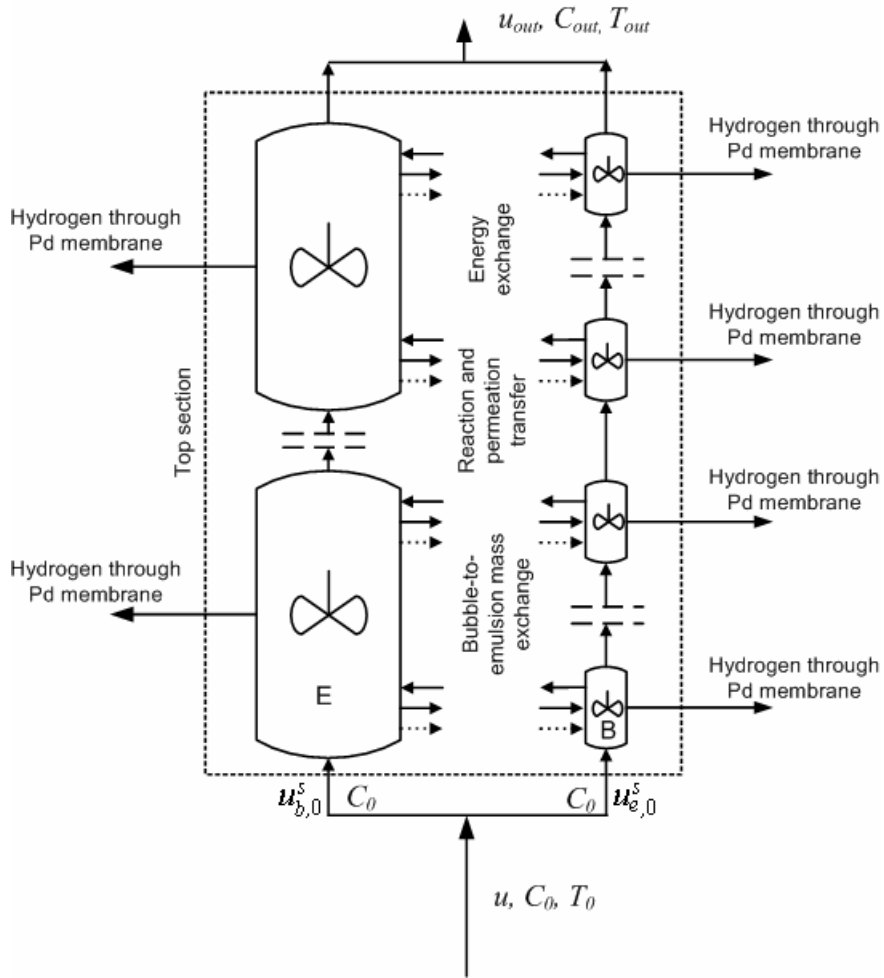 u_out, C_out, T_out
Hydrogen through
Pd membrane
Hydrogen through
Pd membrane
Energy
exchange
Hydrogen through
Pd membrane
Top section
Reaction and
permeation
transfer
Hydrogen through
Pd membrane
Hydrogen through
Pd membrane
Bubble-to-
emulsion mass
exchange
Hydrogen through
Pd membrane
E
B
u^s_b,0 C_0 C_0 u^s_e,0
u, C_0, T_0